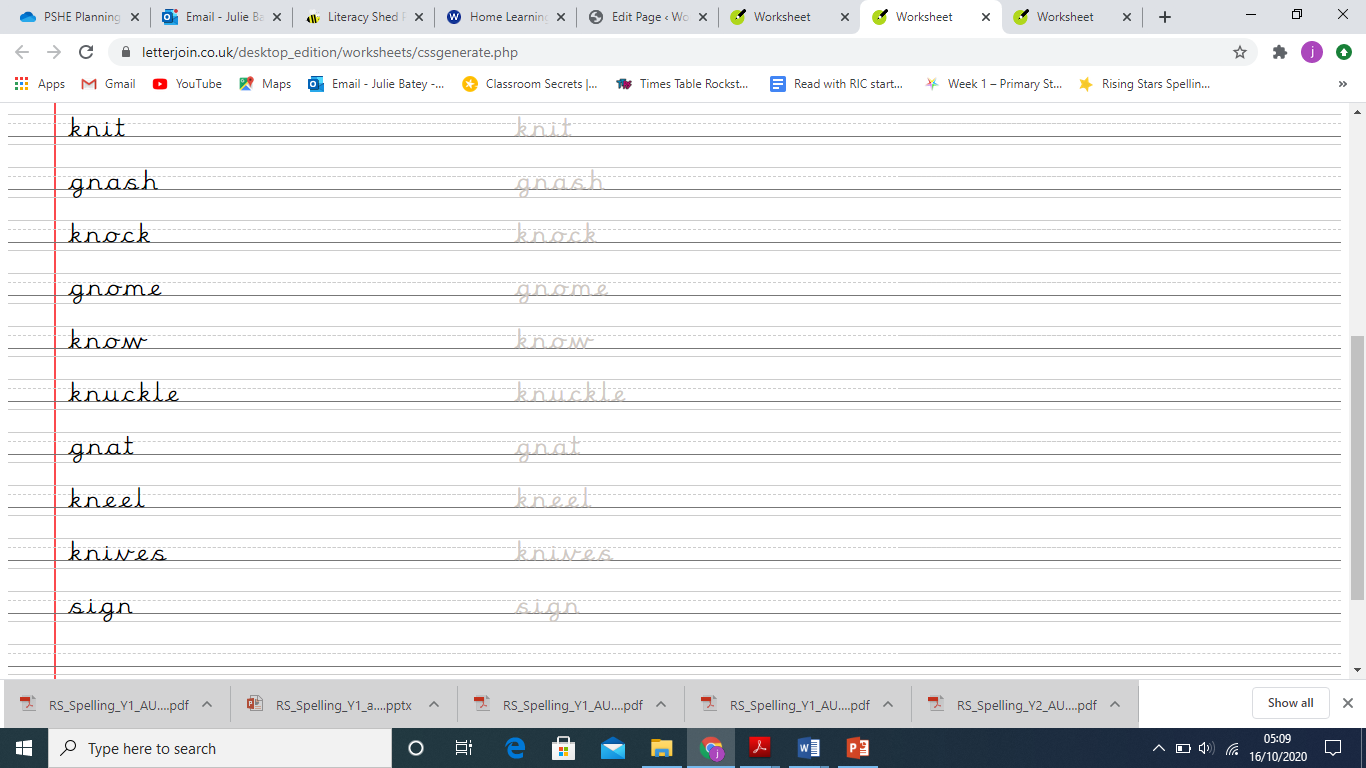 PSHE Planning
Email - Julie Ba
Literacy Shed
Home Learning
Edit Page ‹ Wo
Worksheet
Worksheet
Worksheet
letterjoin.co.uk/desktop_edition/worksheets/cssgenerate.php
j
Apps
Gmail
YouTube
Maps
Email - Julie Batey -...
Classroom Secrets |...
Times Table Rockst...
Read with RIC start...
Week 1 – Primary St...
Rising Stars Spellin...
»
knit knit
gnash gnash
knock knock
gnome gnome
know know
knuckle knuckle
gnat gnat
kneel kneel
knives knives
sign sign
RS_Spelling_Y1_AU....pdf
RS_Spelling_Y1_a....pptx
RS_Spelling_Y1_AU....pdf
RS_Spelling_Y1_AU....pdf
RS_Spelling_Y2_AU....pdf
Show all
Type here to search
05:09
16/10/2020